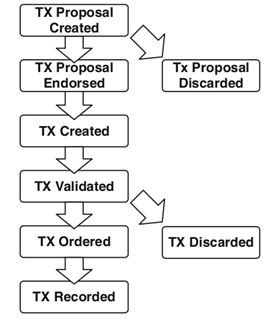 TX Proposal
Created
TX Proposal
Endorsed
Tx Proposal
Discarded
TX Created
TX Validated
TX Ordered
TX Discarded
TX Recorded